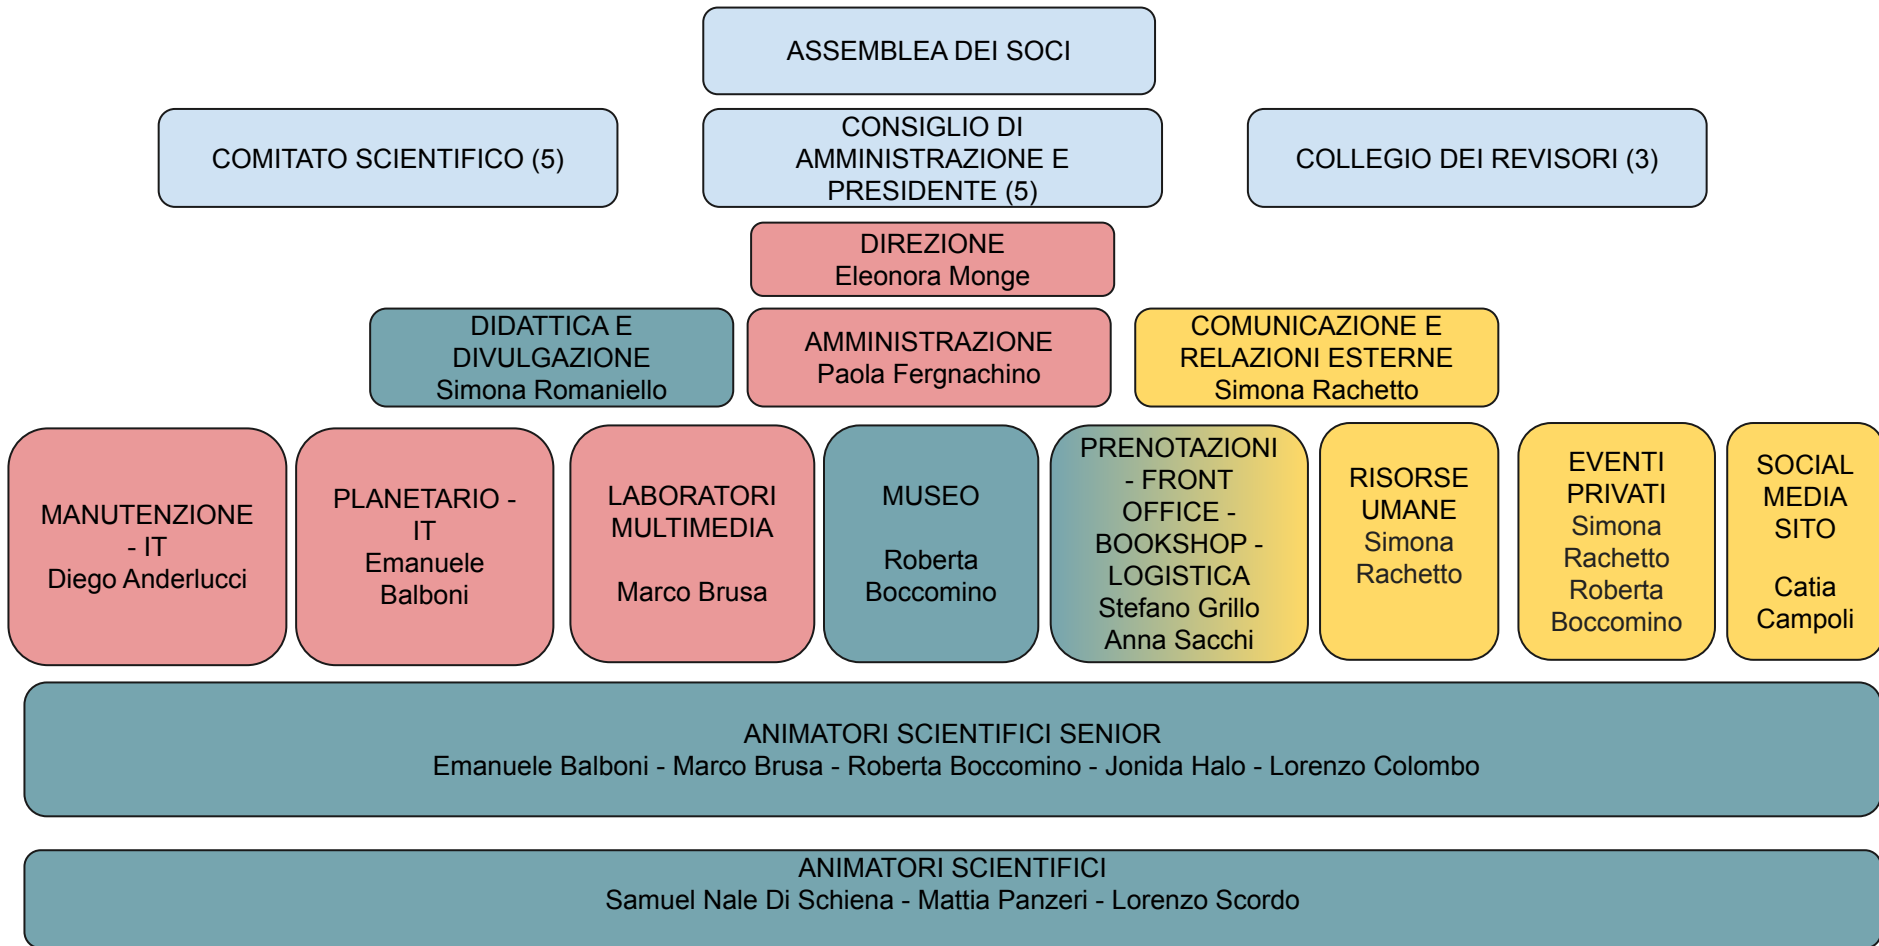 ASSEMBLEA DEI SOCI
COMITATO SCIENTIFICO (5)
CONSIGLIO DI
AMMINISTRAZIONE E
PRESIDENTE (5)
COLLEGIO DEI REVISORI (3)
DIREZIONE
Eleonora Monge
DIDATTICA E
DIVULGAZIONE
Simona Romaniello
AMMINISTRAZIONE
Paola Fergnachino
COMUNICAZIONE E
RELAZIONI ESTERNE
Simona Rachetto
MANUTENZIONE
- IT
Diego Anderlucci
PLANETARIO -
IT
Emanuele
Balboni
LABORATORI
MULTIMEDIA
Marco Brusa
MUSEO
Roberta
Boccomino
PRENOTAZIONI
- FRONT
OFFICE -
BOOKSHOP -
LOGISTICA
Stefano Grillo
Anna Sacchi
RISORSE
UMANE
Simona
Rachetto
EVENTI
PRIVATI
Simona
Rachetto
Roberta
Boccomino
SOCIAL
MEDIA
SITO
Catia
Campoli
ANIMATORI SCIENTIFICI SENIOR
Emanuele Balboni - Marco Brusa - Roberta Boccomino - Jonida Halo - Lorenzo Colombo
ANIMATORI SCIENTIFICI
Samuel Nale Di Schiena - Mattia Panzeri - Lorenzo Scordo